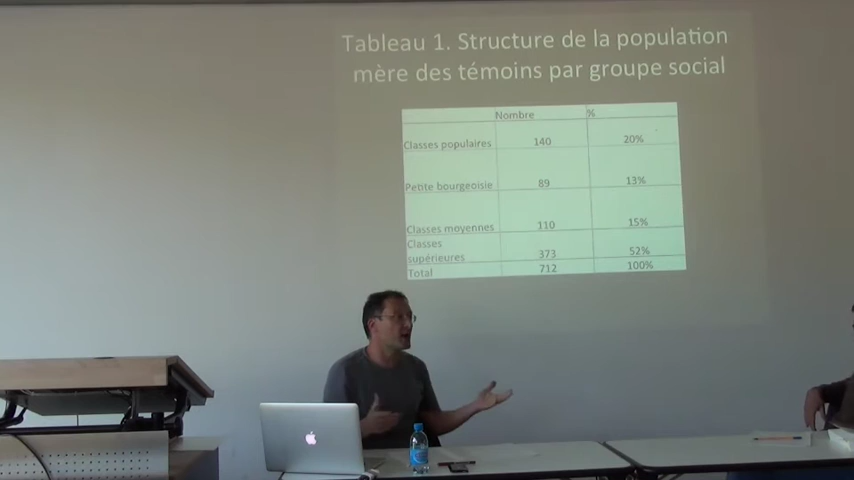 Tableau 1. Structure de la population
mère des témoins par groupe social
Nombre %
Classes populaires 140 20%
Petite bourgeoisie 89 13%
Classes moyennes 110 15%
Classes
supérieures 373 52%
Total 712 100%